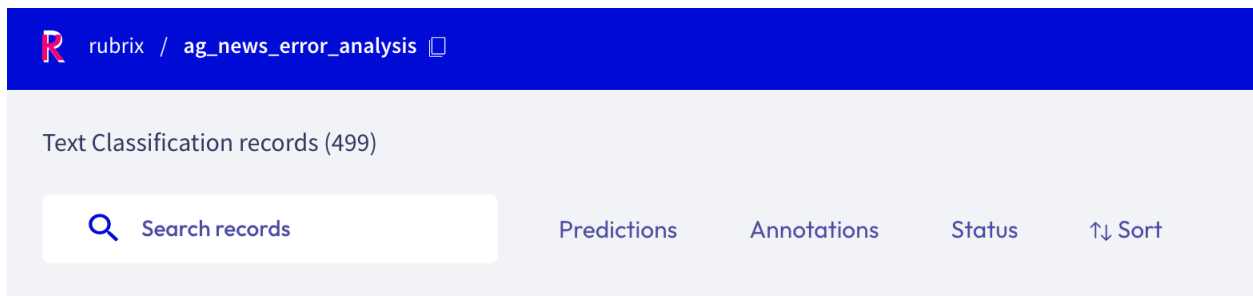 R rubrix / ag_news_error_analysis
Text Classification records (499)
Search records Predictions Annotations Status ↑↓ Sort